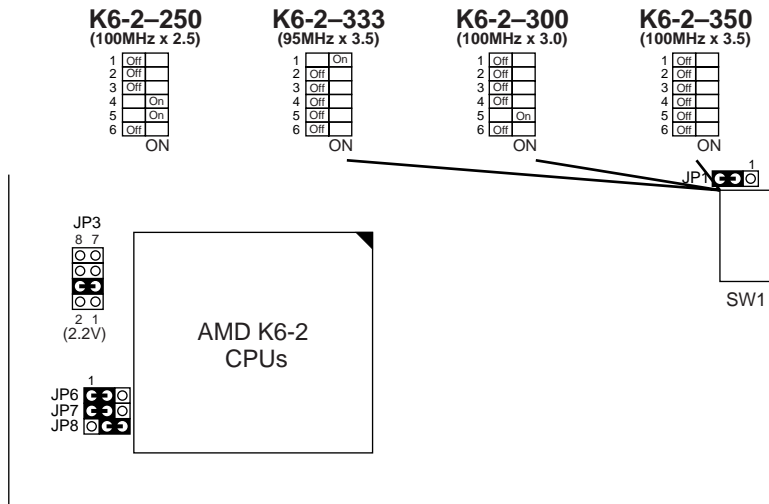 K6-2–250 K6-2–333 K6-2–300 K6-2–350
(100MHz x 2.5) (95MHz x 3.5) (100MHz x 3.0) (100MHz x 3.5)
1 Off 1 On 1 Off 1 Off
2 Off 2 Off 2 Off 2 Off
3 Off 3 Off 3 Off 3 Off
4 On 4 Off 4 Off 4 Off
5 On 5 Off 5 On 5 Off
6 Off 6 Off 6 Off 6 Off
ON ON ON ON
1
JP1
JP3
8 7
2 1
(2.2V)
SW1
AMD K6-2
CPUs
1
JP6
JP7
JP8